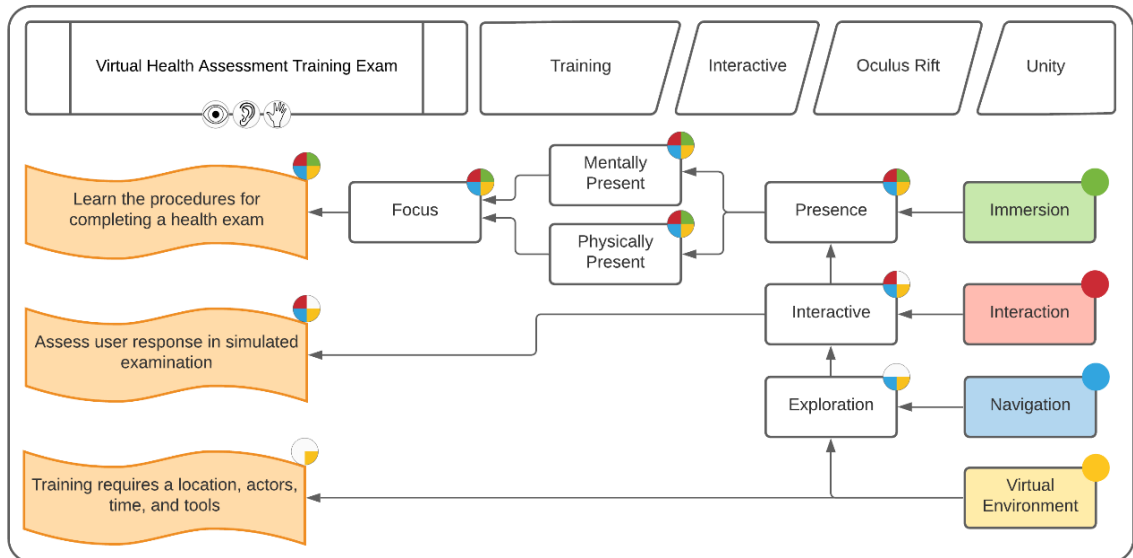 Virtual Health Assessment Training Exam
Training
Interactive
Oculus Rift
Unity
Learn the procedures for
completing a health exam
Focus
Mentally
Present
Physically
Present
Presence
Immersion
Assess user response in simulated
examination
Interactive
Interaction
Exploration
Navigation
Training requires a location, actors,
time, and tools
Virtual
Environment